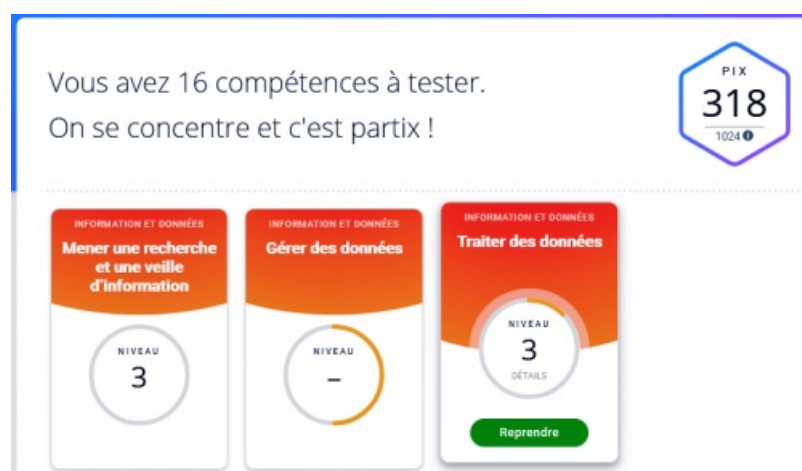 Vous avez 16 compétences à tester.
On se concentre et c'est partix !
PIX
318
1024
INFORMATION ET DONNÉES
Mener une recherche
et une veille
d'information
NIVEAU
3
INFORMATION ET DONNÉES
Gérer des données
NIVEAU
–
INFORMATION ET DONNÉES
Traiter des données
NIVEAU
3
DÉTAILS
Reprendre